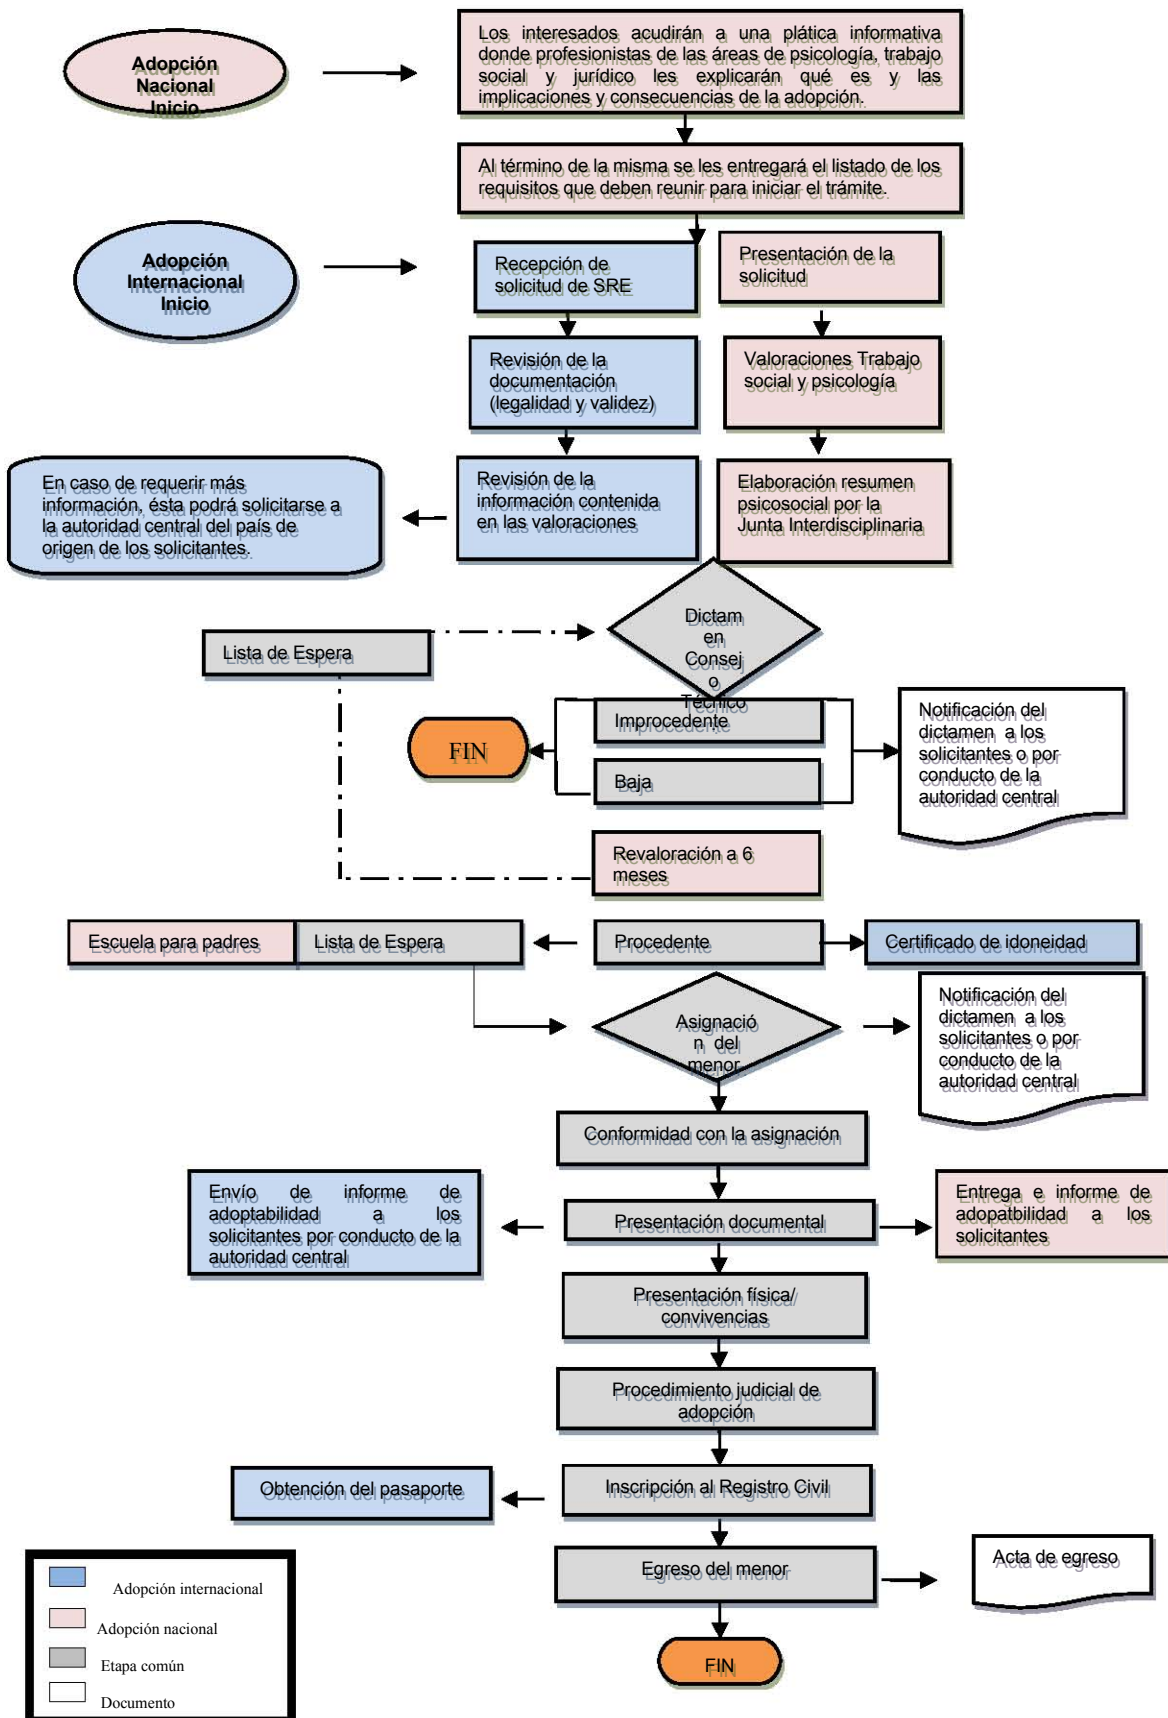 Adopción
Nacional
Inicio
Los interesados acudirán a una plática informativa
donde profesionistas de las áreas de psicología, trabajo
social y jurídico les explicarán qué es y las
implicaciones y consecuencias de la adopción.
Al término de la misma se les entregará el listado de los
requisitos que deben reunir para iniciar el trámite.
Adopción
Internacional
Inicio
Recepción de
solicitud de SRE
Presentación de la
solicitud
Revisión de la
documentación
(legalidad y validez)
Valoraciones Trabajo
social y psicología
En caso de requerir más
información, ésta podrá solicitarse a
la autoridad central del país de
origen de los solicitantes.
Revisión de la
información contenida
en las valoraciones
Elaboración resumen
psicosocial por la
Junta Interdisciplinaria
Dictam
en
Consej
o
Técnico
Lista de Espera
Improcedente
FIN
Baja
Notificación del
dictamen a los
solicitantes o por
conducto de la
autoridad central
Revaloración a 6
meses
Escuela para padres
Lista de Espera
Procedente
Certificado de idoneidad
Asignació
n del
menor
Notificación del
dictamen a los
solicitantes o por
conducto de la
autoridad central
Conformidad con la asignación
Envío de informe de
adoptabilidad a los
solicitantes por conducto de la
autoridad central
Presentación documental
Entrega e informe de
adopatbilidad a los
solicitantes
Presentación física/
convivencias
Procedimiento judicial de
adopción
Obtención del pasaporte
Inscripción al Registro Civil
Egreso del menor
Acta de egreso
FIN
Adopción internacional
Adopción nacional
Etapa común
Documento